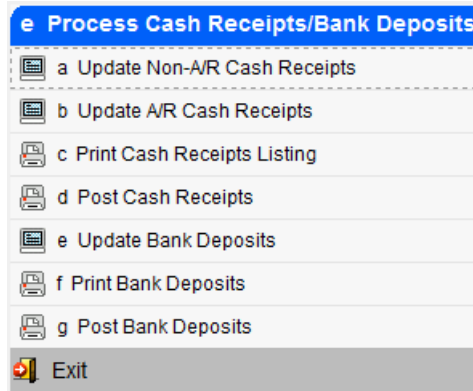 e Process Cash Receipts/Bank Deposits
a Update Non-A/R Cash Receipts
b Update A/R Cash Receipts
c Print Cash Receipts Listing
d Post Cash Receipts
e Update Bank Deposits
f Print Bank Deposits
g Post Bank Deposits
Exit